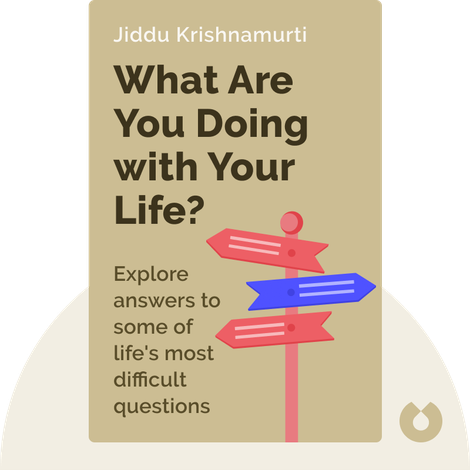 Jiddu Krishnamurti
What Are
You Doing
with Your
Life?
Explore
answers to
some of
life's most
difficult
questions